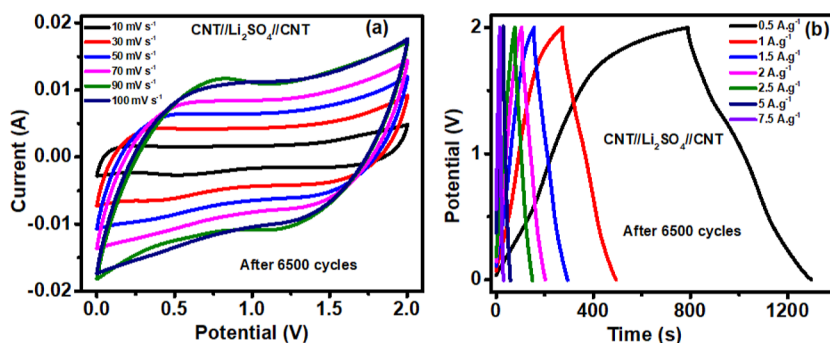 (a)
CNT//Li₂SO₄//CNT
10 mV s⁻¹
30 mV s⁻¹
50 mV s⁻¹
70 mV s⁻¹
90 mV s⁻¹
100 mV s⁻¹
After 6500 cycles
Current (A)
0.02
0.01
0.00
-0.01
-0.02
0.0 0.5 1.0 1.5 2.0
Potential (V)
(b)
0.5 A.g⁻¹
1 A.g⁻¹
1.5 A.g⁻¹
2 A.g⁻¹
2.5 A.g⁻¹
5 A.g⁻¹
7.5 A.g⁻¹
CNT//Li₂SO₄//CNT
After 6500 cycles
Potential (V)
2
1
0
0 400 800 1200
Time (s)